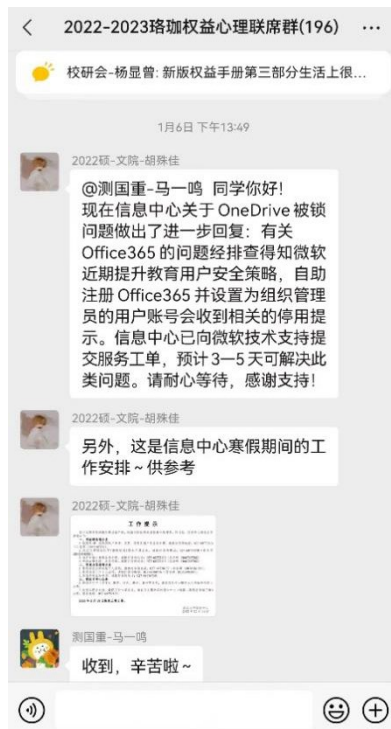 2022-2023珞珈权益心理联席群(196)
校研会-杨显曾: 新版权益手册第三部分生活上很...
1月6日 下午13:49
2022硕-文院-胡殊佳
@测国重-马一鸣 同学你好!
现在信息中心关于 OneDrive 被锁
问题做出了进一步回复：有关
Office365 的问题经排查得知微软
近期提升教育用户安全策略，自助
注册 Office365 并设置为组织管理
员的用户账号会收到相关的停用提
示。信息中心已向微软技术支持提
交服务工单，预计 3—5 天可解决此
类问题。请耐心等待，感谢支持！
2022硕-文院-胡殊佳
另外，这是信息中心寒假期间的工
作安排~供参考
2022硕-文院-胡殊佳
工 作 提 示
测国重-马一鸣
收到，辛苦啦~